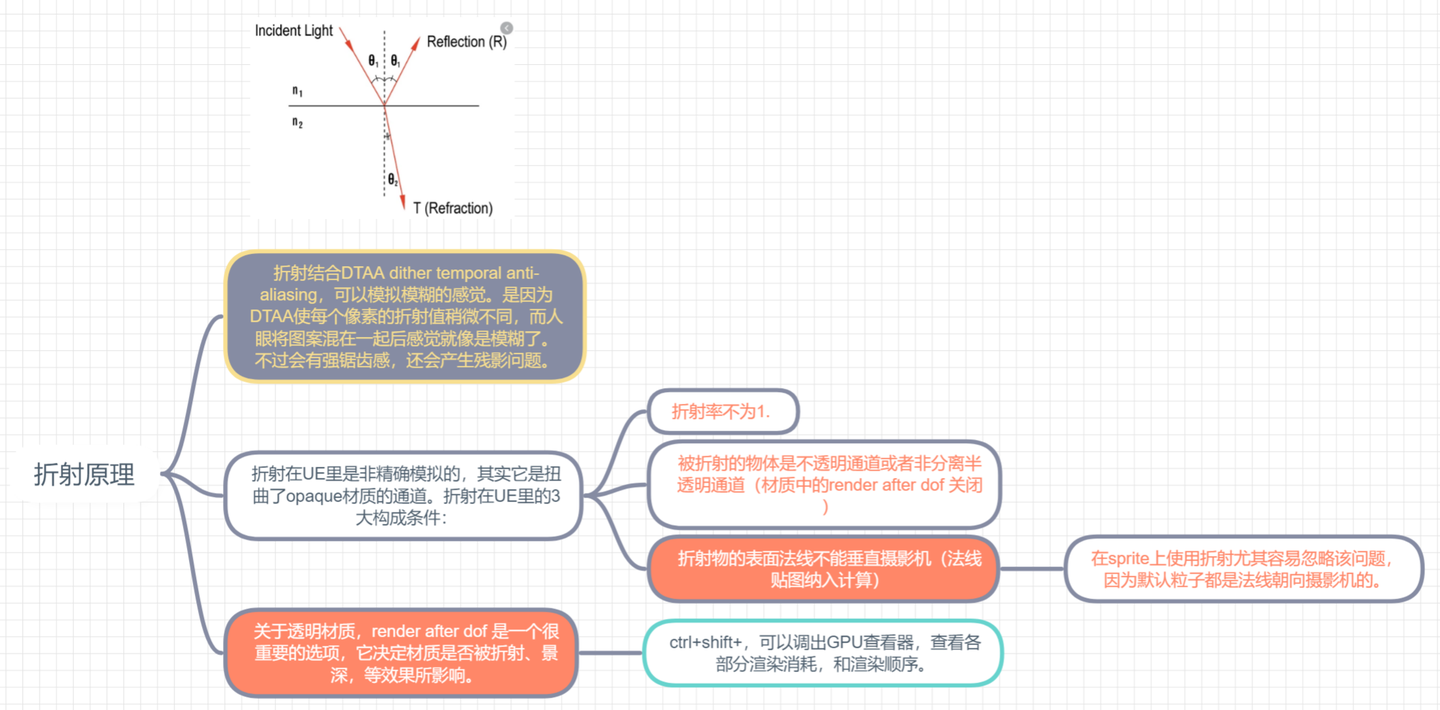 Incident Light
Reflection (R)
θ1
θ1
n1
n2
θ2
T (Refraction)
折射结合DTAA dither temporal anti-
aliasing，可以模拟模糊的感觉。是因为
DTAA使每个像素的折射值稍微不同，而人
眼将图案混在一起后感觉就像是模糊了。
不过会有强锯齿感，还会产生残影问题。
折射率不为1.
折射原理
折射在UE里是非精确模拟的，其实它是扭
曲了opaque材质的通道。折射在UE里的3
大构成条件：
被折射的物体是不透明通道或者非分离半
透明通道（材质中的render after dof 关闭
）
折射物的表面法线不能垂直摄影机（法线
贴图纳入计算）
在sprite上使用折射尤其容易忽略该问题，
因为默认粒子都是法线朝向摄影机的。
关于透明材质，render after dof 是一个很
重要的选项，它决定材质是否被折射、景
深，等效果所影响。
ctrl+shift+,，可以调出GPU查看器，查看各
部分渲染消耗，和渲染顺序。